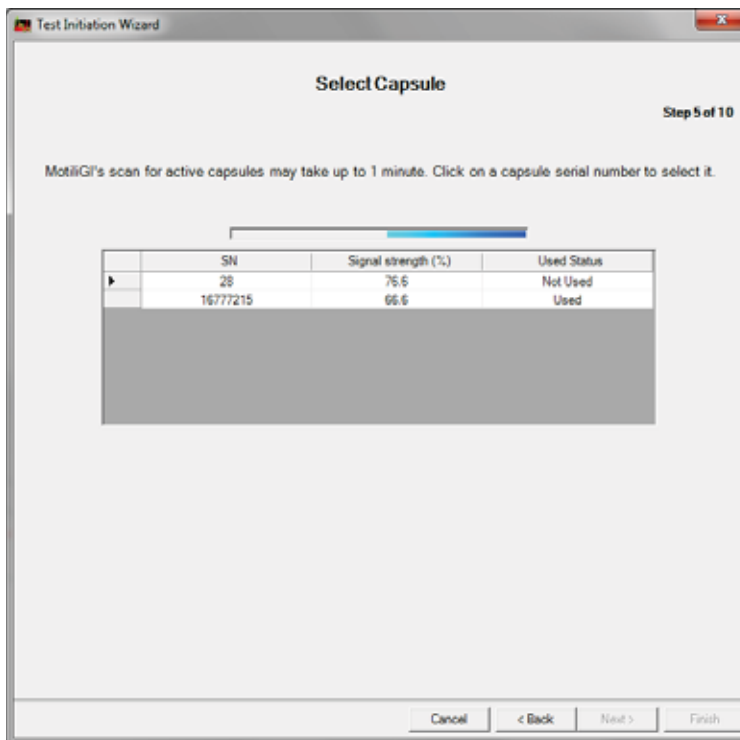 Test Initiation Wizard
Select Capsule
Step 5 of 10
MotiliGI's scan for active capsules may take up to 1 minute. Click on a capsule serial number to select it.
SN Signal strength (%) Used Status
28 76.6 Not Used
16777215 66.6 Used
Cancel < Back Next > Finish